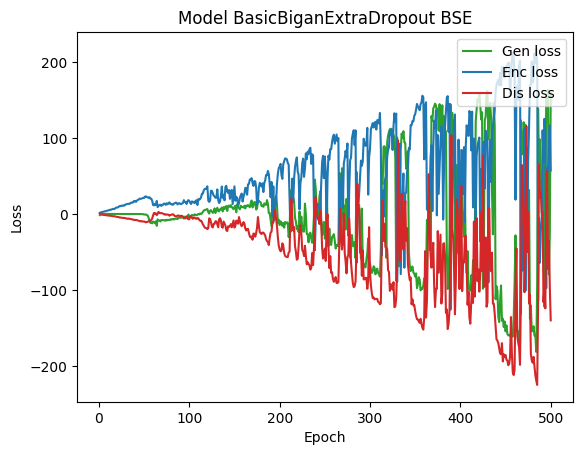 Model BasicBiganExtraDropout BSE
Gen loss
Enc loss
Dis loss
200
100
0
−100
−200
Loss
0
100
200
300
400
500
Epoch